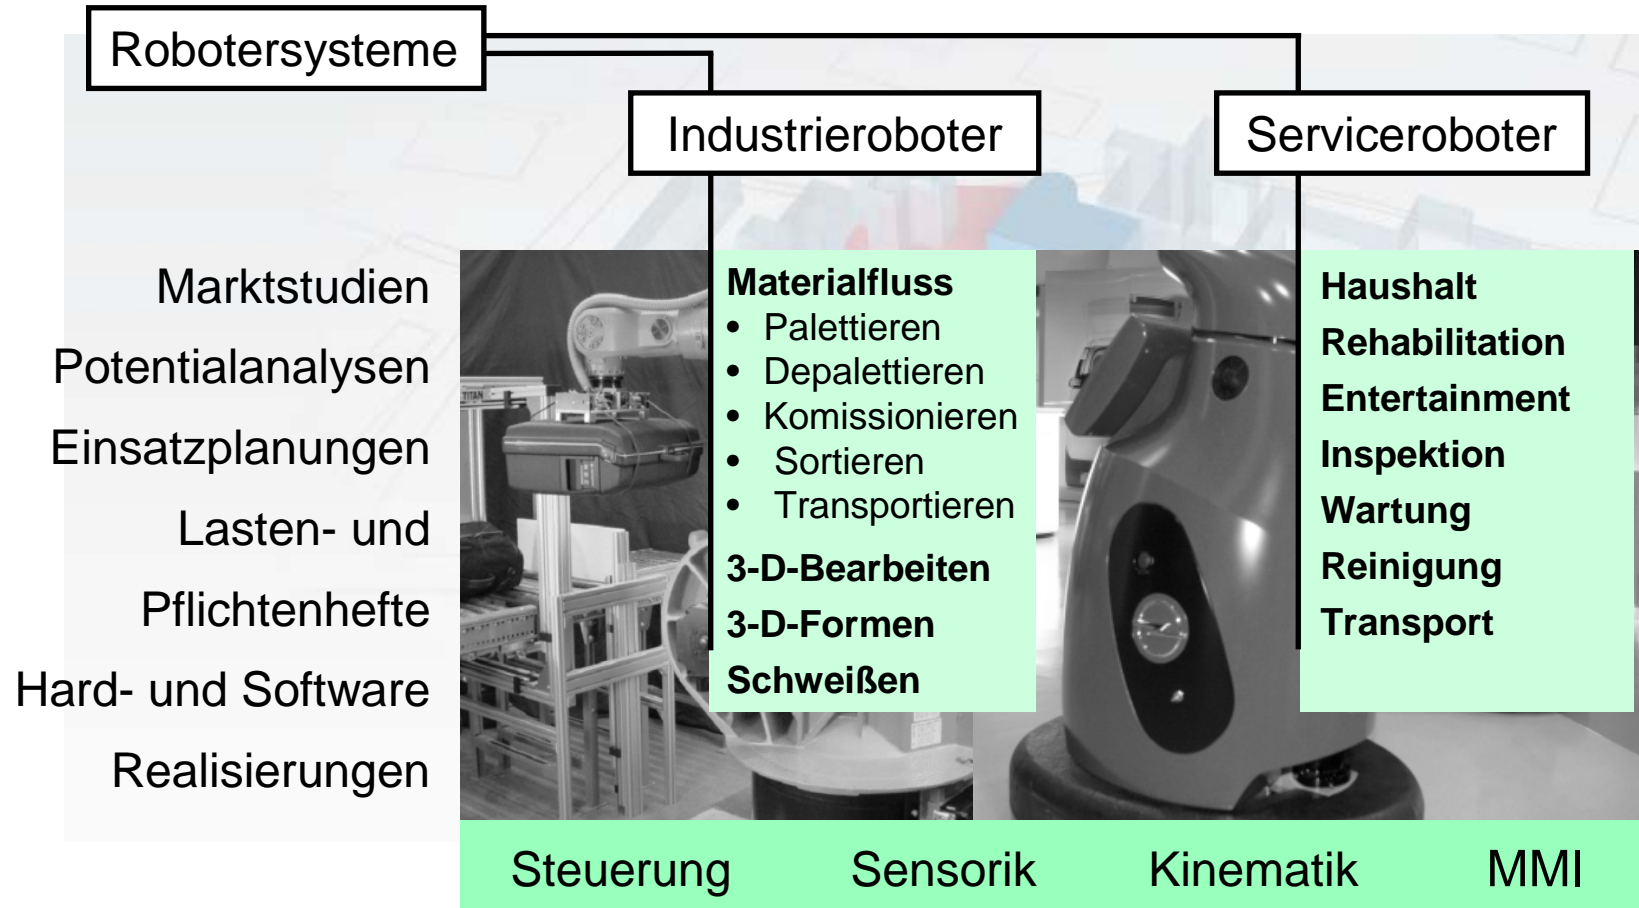 Robotersysteme
Industrieroboter
Serviceroboter
Marktstudien
Potentialanalysen
Einsatzplanungen
Lasten- und
Pflichtenhefte
Hard- und Software
Realisierungen
TITAN
Materialfluss
• Palettieren
• Depalettieren
• Komissionieren
• Sortieren
• Transportieren
3-D-Bearbeiten
3-D-Formen
Schweißen
Haushalt
Rehabilitation
Entertainment
Inspektion
Wartung
Reinigung
Transport
Steuerung
Sensorik
Kinematik
MMI